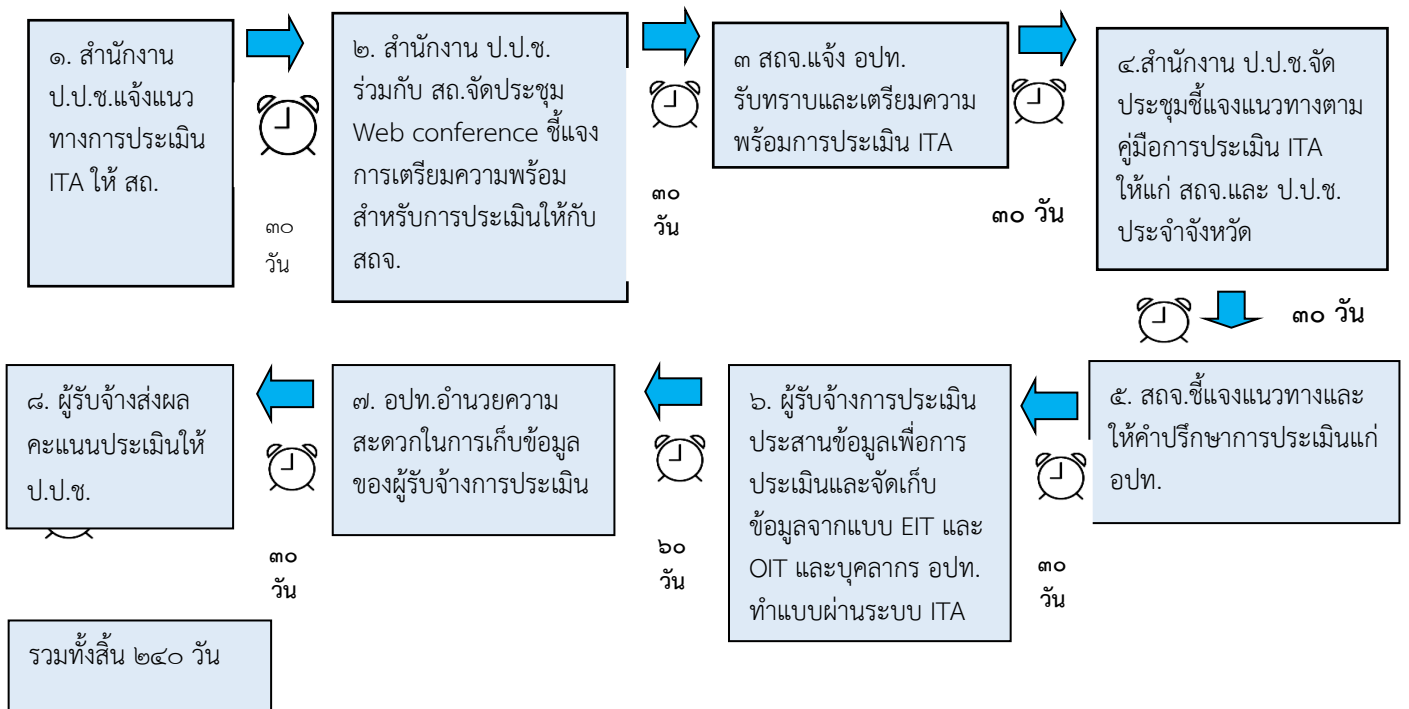 ๑. สำนักงาน
ป.ป.ช.แจ้งแนว
ทางการประเมิน
ITA ให้ สถ.
๓๐
วัน
๒. สำนักงาน ป.ป.ช.
ร่วมกับ สถ.จัดประชุม
Web conference ชี้แจง
การเตรียมความพร้อม
สำหรับการประเมินให้กับ
สถจ.
๓๐
วัน
๓ สถจ.แจ้ง อปท.
รับทราบและเตรียมความ
พร้อมการประเมิน ITA
๓๐ วัน
๔.สำนักงาน ป.ป.ช.จัด
ประชุมชี้แจงแนวทางตาม
คู่มือการประเมิน ITA
ให้แก่ สถจ.และ ป.ป.ช.
ประจำจังหวัด
๓๐ วัน
๕. สถจ.ชี้แจงแนวทางและ
ให้คำปรึกษาการประเมินแก่
อปท.
๓๐
วัน
๖. ผู้รับจ้างการประเมิน
ประสานข้อมูลเพื่อการ
ประเมินและจัดเก็บ
ข้อมูลจากแบบ EIT และ
OIT และบุคลากร อปท.
ทำแบบผ่านระบบ ITA
๖๐
วัน
๗. อปท.อำนวยความ
สะดวกในการเก็บข้อมูล
ของผู้รับจ้างการประเมิน
๓๐
วัน
๘. ผู้รับจ้างส่งผล
คะแนนประเมินให้
ป.ป.ช.
รวมทั้งสิ้น ๒๔๐ วัน